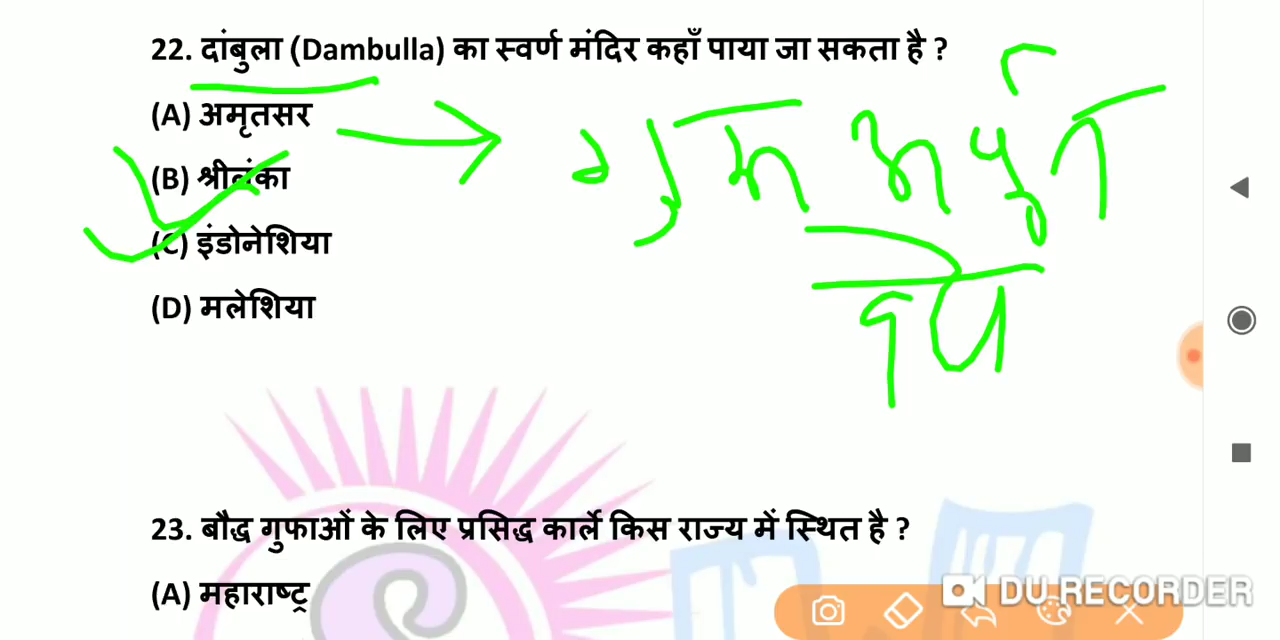 22. दांबुला (Dambulla) का स्वर्ण मंदिर कहाँ पाया जा सकता है ?
(A) अमृतसर
(B) श्रीलंका
(C) इंडोनेशिया
(D) मलेशिया
23. बौद्ध गुफाओं के लिए प्रसिद्ध कार्ले किस राज्य में स्थित है ?
(A) महाराष्ट्र
DU RECORDER